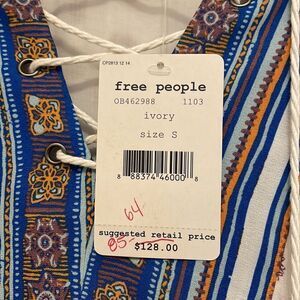 CP2813 12 14
free people
OB462988 1103
ivory
size S
8 88374 46000 8
64
suggested retail price
85
$128.00